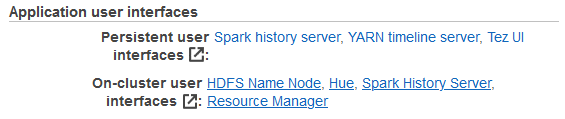 Application user interfaces
Persistent user Spark history server, YARN timeline server, Tez UI
interfaces :
On-cluster user HDFS Name Node, Hue, Spark History Server,
interfaces : Resource Manager